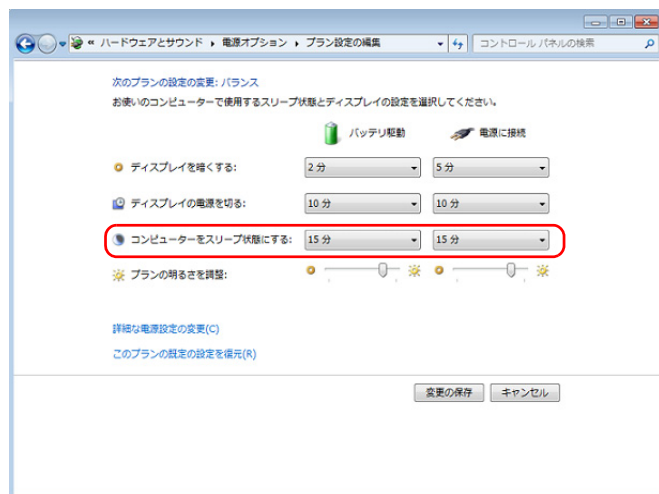 « ハードウェアとサウンド ▸ 電源オプション ▸ プラン設定の編集
コントロール パネルの検索
次のプランの設定の変更: バランス
お使いのコンピューターで使用するスリープ状態とディスプレイの設定を選択してください。
バッテリ駆動 電源に接続
ディスプレイを暗くする: 2 分 5 分
ディスプレイの電源を切る: 10 分 10 分
コンピューターをスリープ状態にする: 15 分 15 分
プランの明るさを調整:
詳細な電源設定の変更(C)
このプランの既定の設定を復元(R)
変更の保存 キャンセル